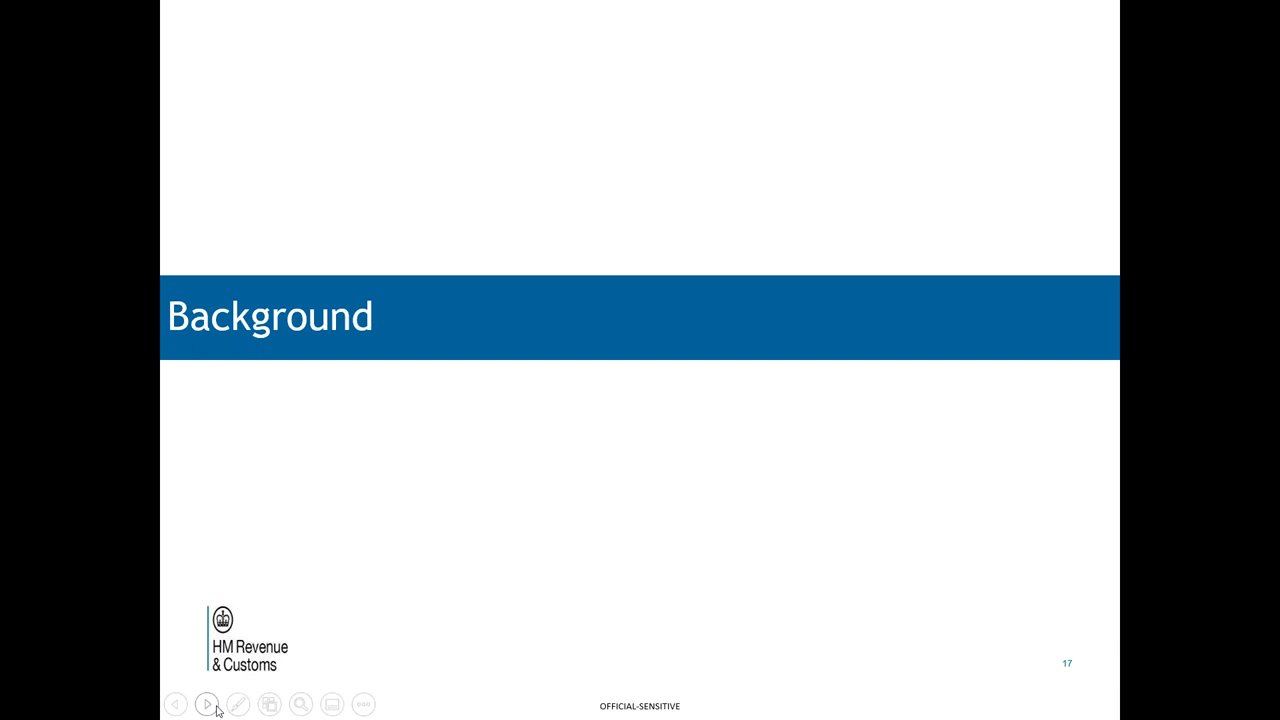 Background
HM Revenue
& Customs
17
OFFICIAL-SENSITIVE